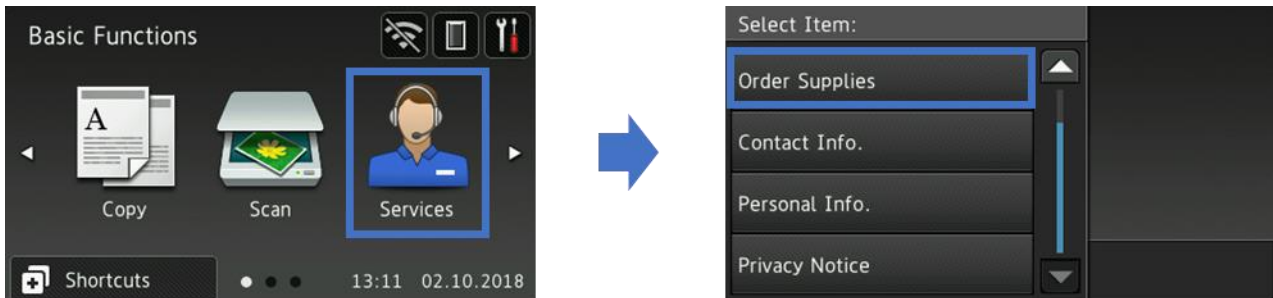 Basic Functions
A
Copy
Scan
Services
Shortcuts
13:11 02.10.2018
Select Item:
Order Supplies
Contact Info.
Personal Info.
Privacy Notice